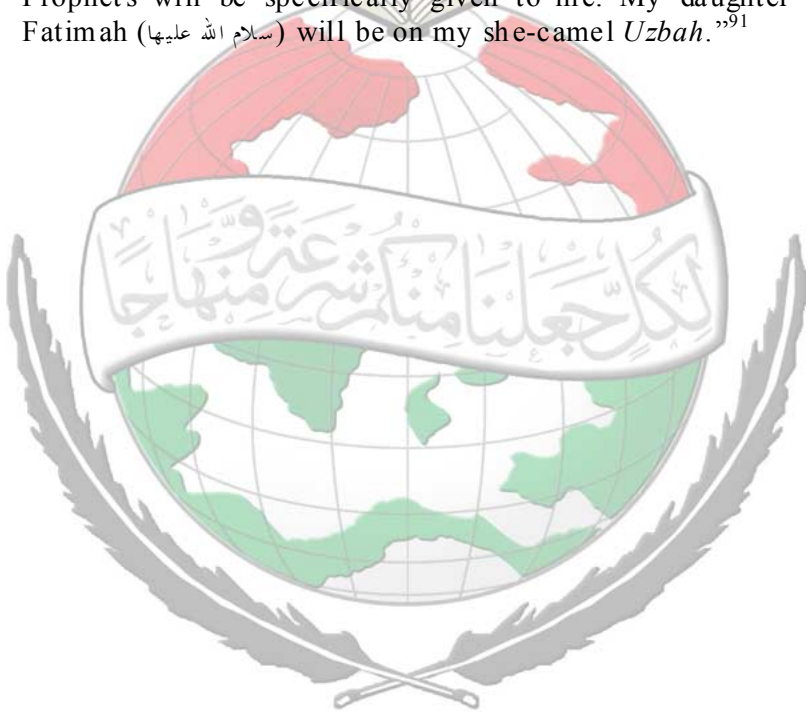 Prophet's will be specifically given to me. My daughter
Fatimah (سلام الله عليها) will be on my she-camel Uzbah.”91
لِكُلٍّ جَعَلْنَا مِنكُمْ شِرْعَةً وَمِنْهَاجًا